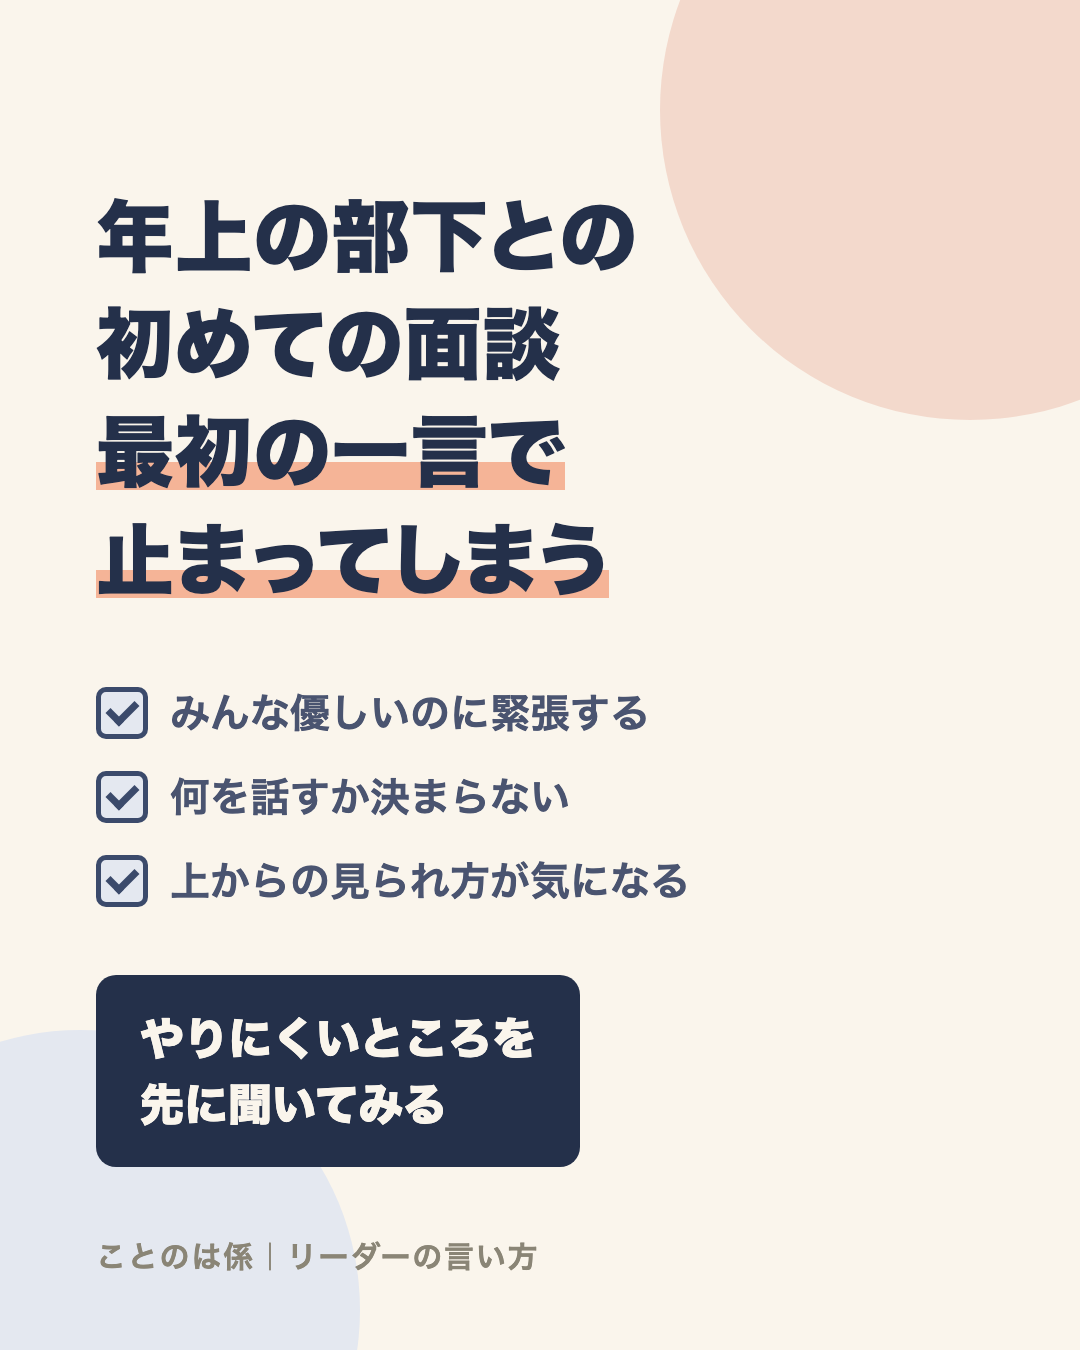 年上の部下との
初めての面談
最初の一言で
止まってしまう
みんな優しいのに緊張する
何を話すか決まらない
上からの見られ方が気になる
やりにくいところを
先に聞いてみる
ことのは係｜リーダーの言い方